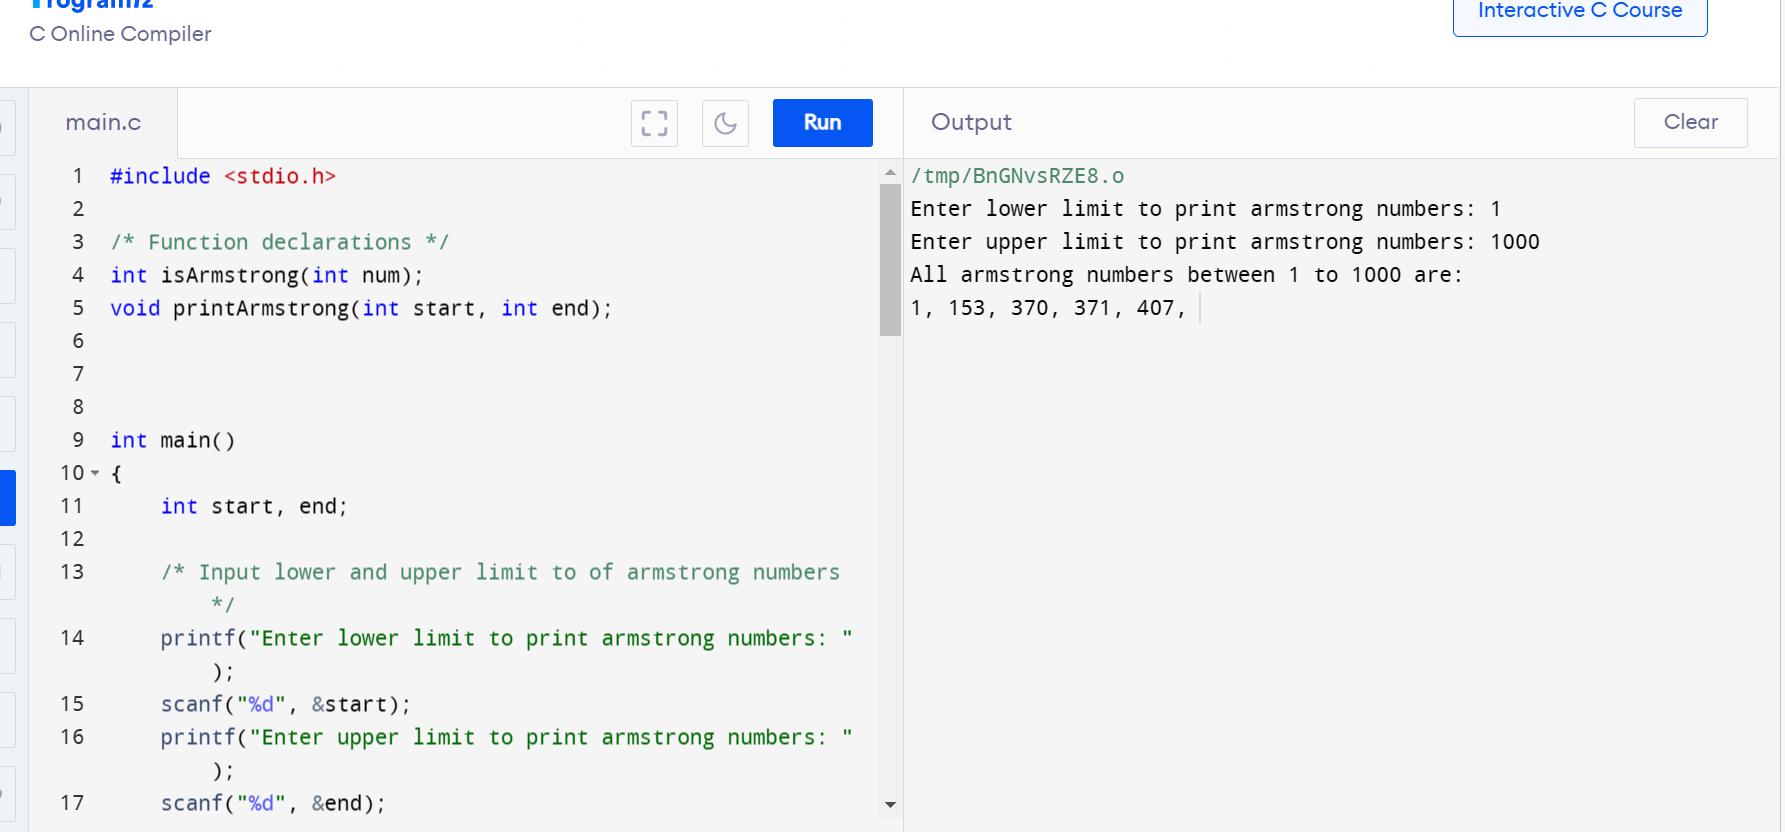 Programiz
C Online Compiler
Interactive C Course
main.c
Run
Output
Clear
1 #include <stdio.h>
2
3 /* Function declarations */
4 int isArmstrong(int num);
5 void printArmstrong(int start, int end);
6
7
8
9 int main()
10 {
11 int start, end;
12
13 /* Input lower and upper limit to of armstrong numbers
*/
14 printf("Enter lower limit to print armstrong numbers: "
);
15 scanf("%d", &start);
16 printf("Enter upper limit to print armstrong numbers: "
);
17 scanf("%d", &end);
/tmp/BnGNvsRZE8.o
Enter lower limit to print armstrong numbers: 1
Enter upper limit to print armstrong numbers: 1000
All armstrong numbers between 1 to 1000 are:
1, 153, 370, 371, 407,